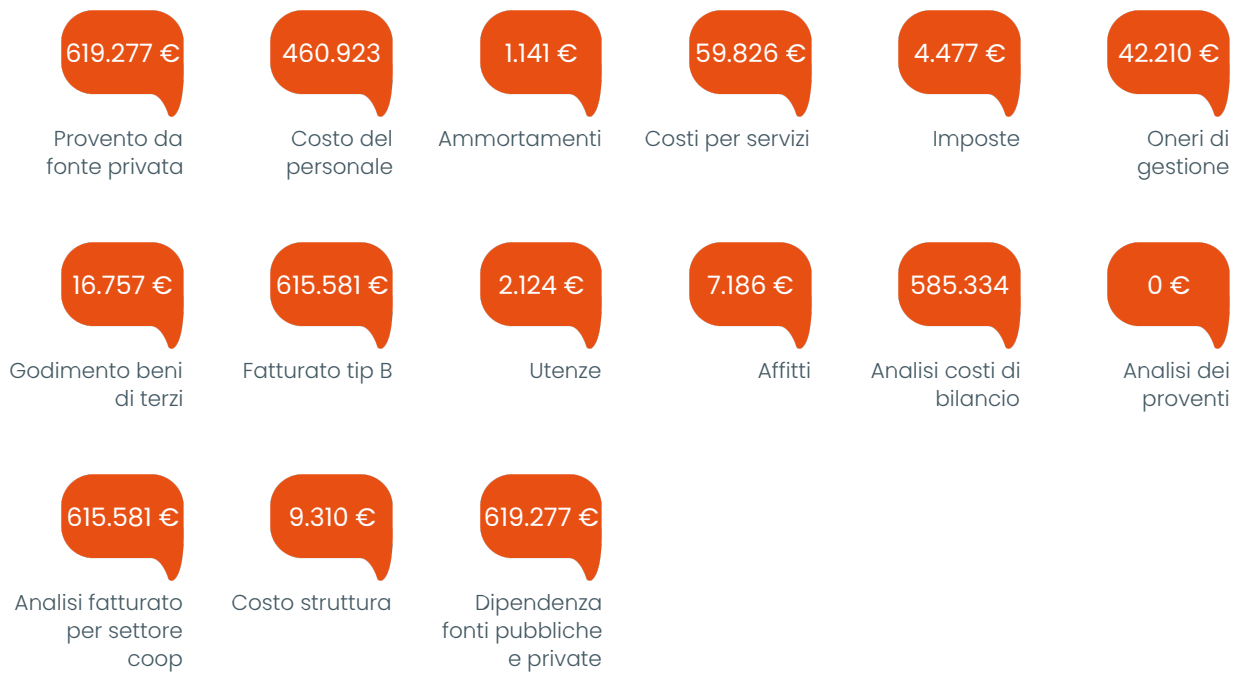 619.277 €
Provento da
fonte privata
460.923
Costo del
personale
1.141 €
Ammortamenti
59.826 €
Costi per servizi
4.477 €
Imposte
42.210 €
Oneri di
gestione
16.757 €
Godimento beni
di terzi
615.581 €
Fatturato tip B
2.124 €
Utenze
7.186 €
Affitti
585.334
Analisi costi di
bilancio
0 €
Analisi dei
proventi
615.581 €
Analisi fatturato
per settore
coop
9.310 €
Costo struttura
619.277 €
Dipendenza
fonti pubbliche
e private